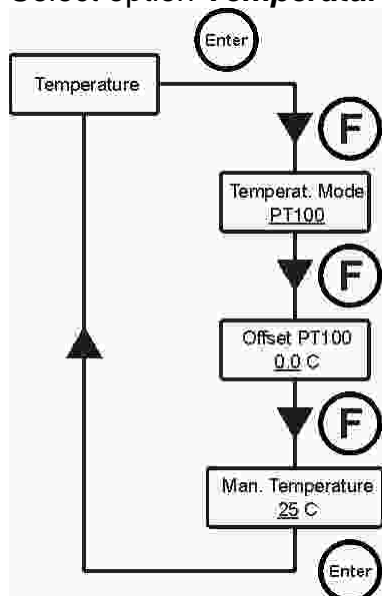 Enter
Temperature
F
Temperat. Mode
PT100
F
Offset PT100
0.0 C
F
Man. Temperature
25 C
Enter